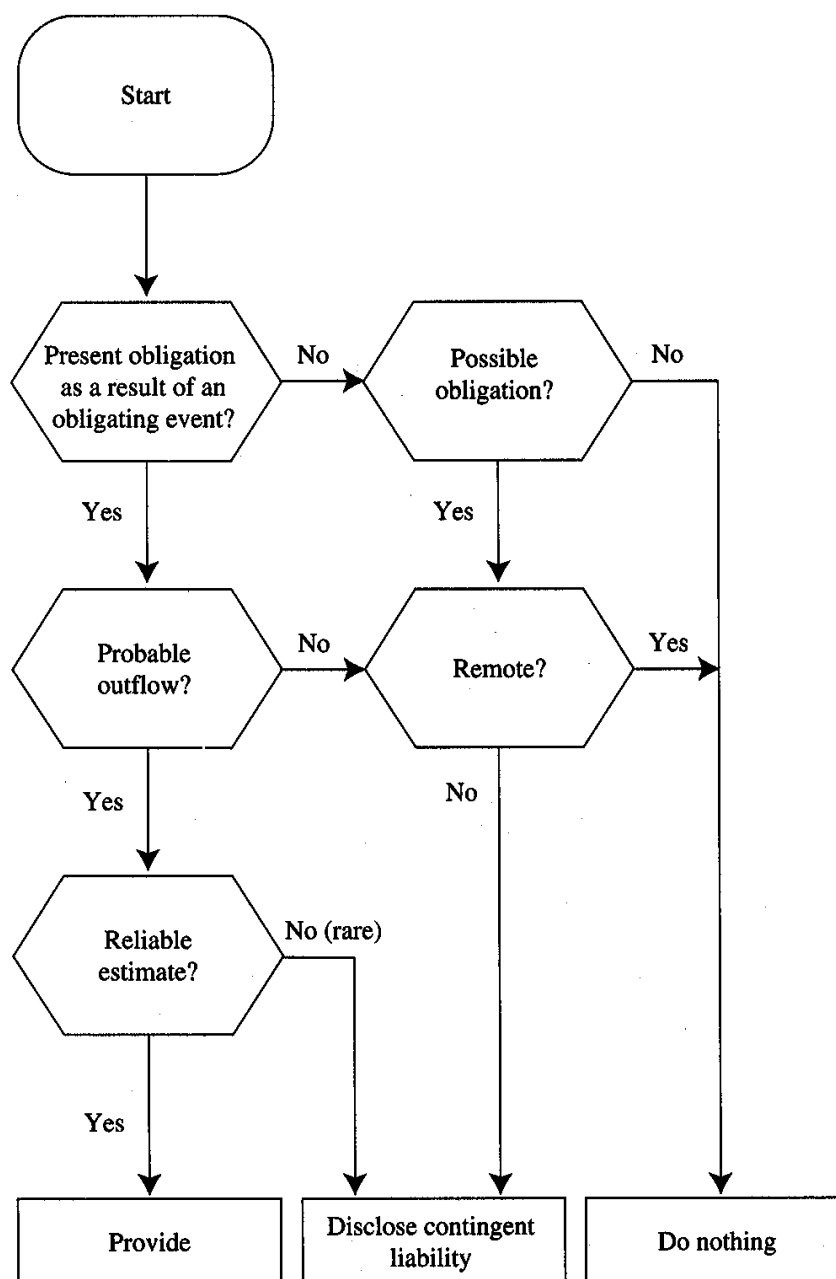 Start
Present obligation
as a result of an
obligating event?
No
Possible
obligation?
No
Yes
Yes
Probable
outflow?
No
Remote?
Yes
Yes
No
Reliable
estimate?
No (rare)
Yes
Provide
Disclose contingent
liability
Do nothing